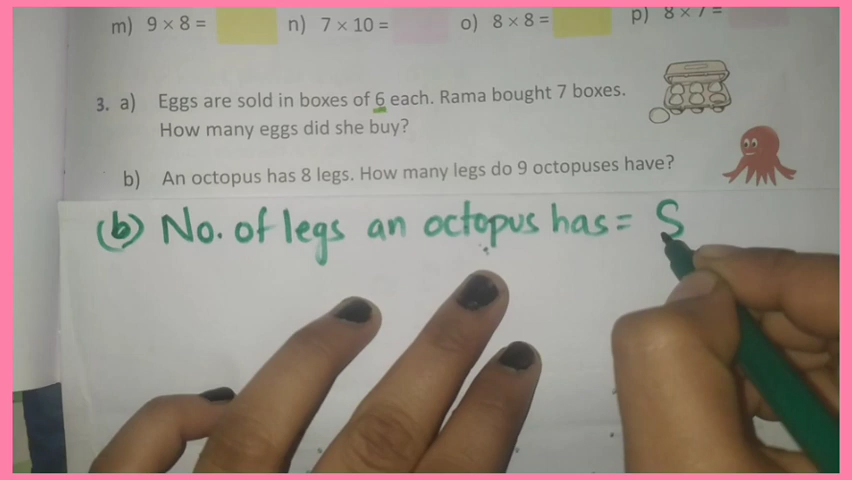 m) 9 × 8 = n) 7 × 10 = o) 8 × 8 = p) 8 × 7 =
3. a) Eggs are sold in boxes of 6 each. Rama bought 7 boxes.
How many eggs did she buy?
b) An octopus has 8 legs. How many legs do 9 octopuses have?
(b) No. of legs an octopus has = S